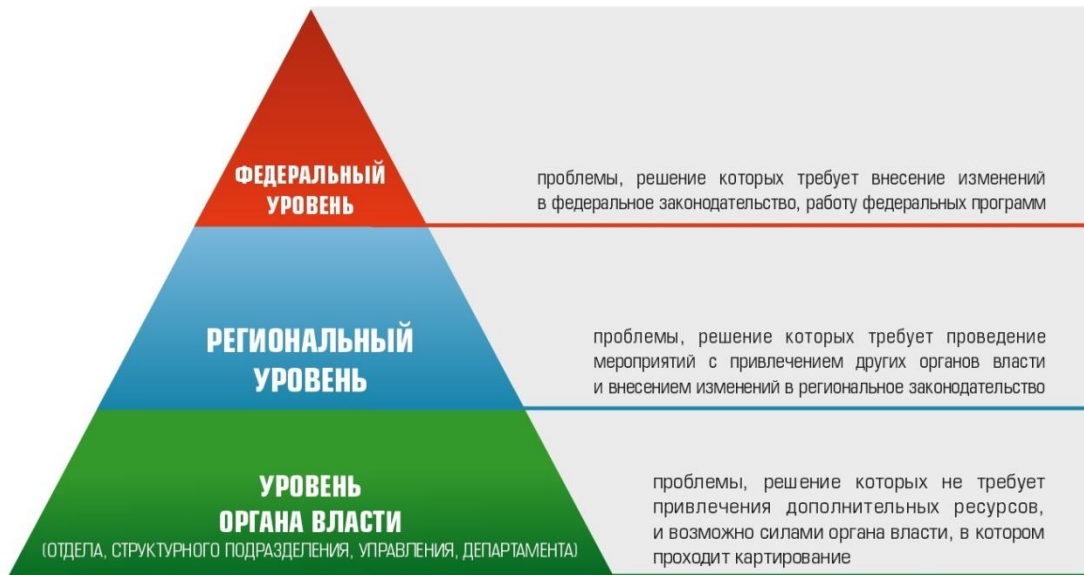 ФЕДЕРАЛЬНЫЙ
УРОВЕНЬ
проблемы, решение которых требует внесение изменений
в федеральное законодательство, работу федеральных программ
РЕГИОНАЛЬНЫЙ
УРОВЕНЬ
проблемы, решение которых требует проведение
мероприятий с привлечением других органов власти
и внесением изменений в региональное законодательство
УРОВЕНЬ
ОРГАНА ВЛАСТИ
(ОТДЕЛА, СТРУКТУРНОГО ПОДРАЗДЕЛЕНИЯ, УПРАВЛЕНИЯ, ДЕПАРТАМЕНТА)
проблемы, решение которых не требует
привлечения дополнительных ресурсов,
и возможно силами органа власти, в котором
проходит картирование